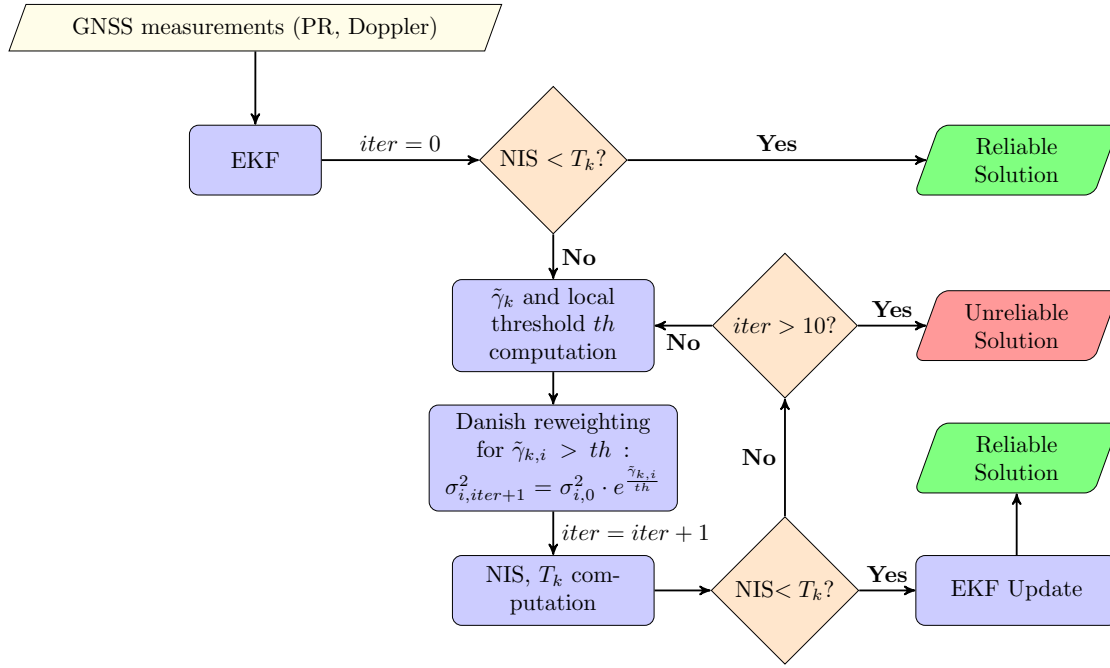 GNSS measurements (PR, Doppler)
EKF
iter = 0
NIS < T_k?
Yes
Reliable
Solution
No
γ̃_k and local
threshold th
computation
No
iter > 10?
Yes
Unreliable
Solution
Danish reweighting
for γ̃_{k,i} > th :
σ²_{i,iter+1} = σ²_{i,0} · e^{γ̃_{k,i}/th}
No
Reliable
Solution
iter = iter + 1
NIS, T_k com-
putation
NIS< T_k?
Yes
EKF Update